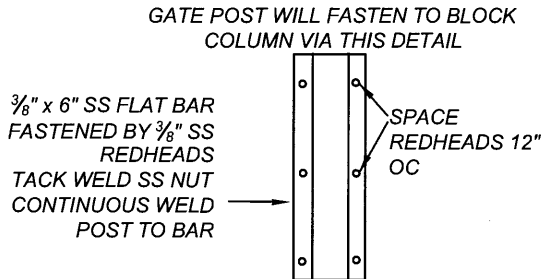 GATE POST WILL FASTEN TO BLOCK
COLUMN VIA THIS DETAIL
⅜" x 6" SS FLAT BAR
FASTENED BY ⅜" SS
REDHEADS
TACK WELD SS NUT
CONTINUOUS WELD
POST TO BAR
SPACE
REDHEADS 12"
OC